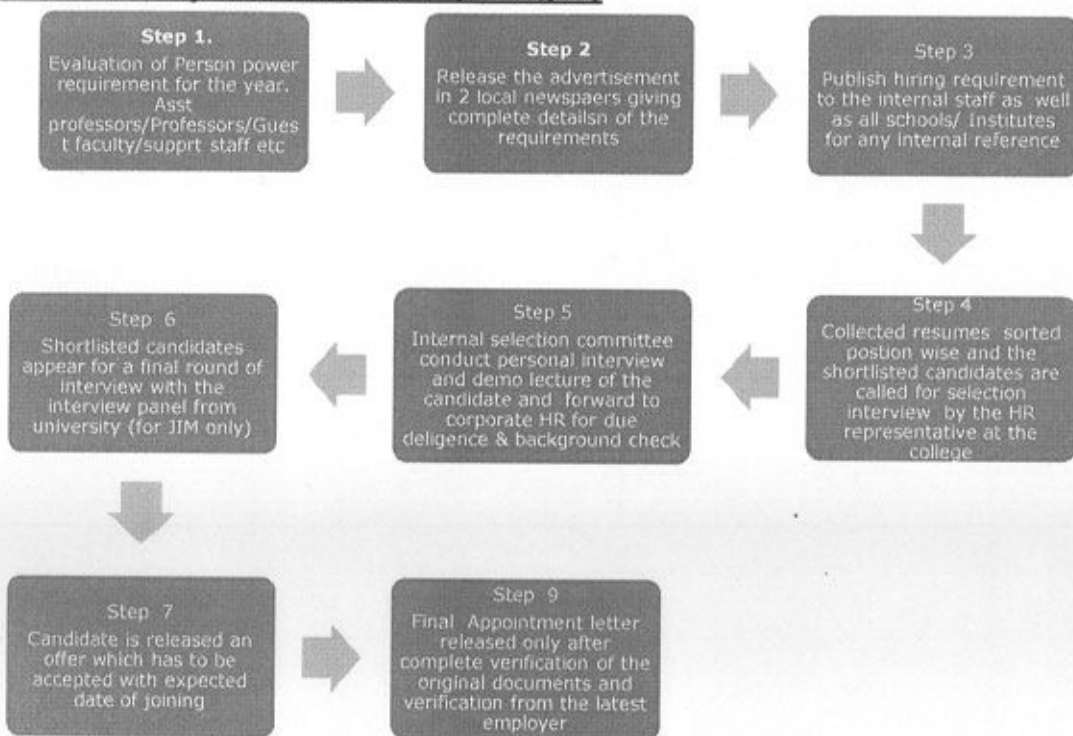 Step 1.
Evaluation of Person power
requirement for the year.
Asst
professors/Professors/Gues
t faculty/supprt staff etc
Step 2
Release the advertisement
in 2 local newspaers giving
complete detailsn of the
requirements
Step 3
Publish hiring requirement
to the internal staff as well
as all schools/ Institutes
for any internal reference
Step 4
Collected resumes sorted
postion wise and the
shortlisted candidates are
called for selection
interview by the HR
representative at the
college
Step 5
Internal selection committee
conduct personal interview
and demo lecture of the
candidate and forward to
corporate HR for due
deligence & background check
Step 6
Shortlisted candidates
appear for a final round of
interview with the
interview panel from
university (for JIM only)
Step 7
Candidate is released an
offer which has to be
accepted with expected
date of joining
Step 9
Final Appointment letter
released only after
complete verification of the
original documents and
verification from the latest
employer